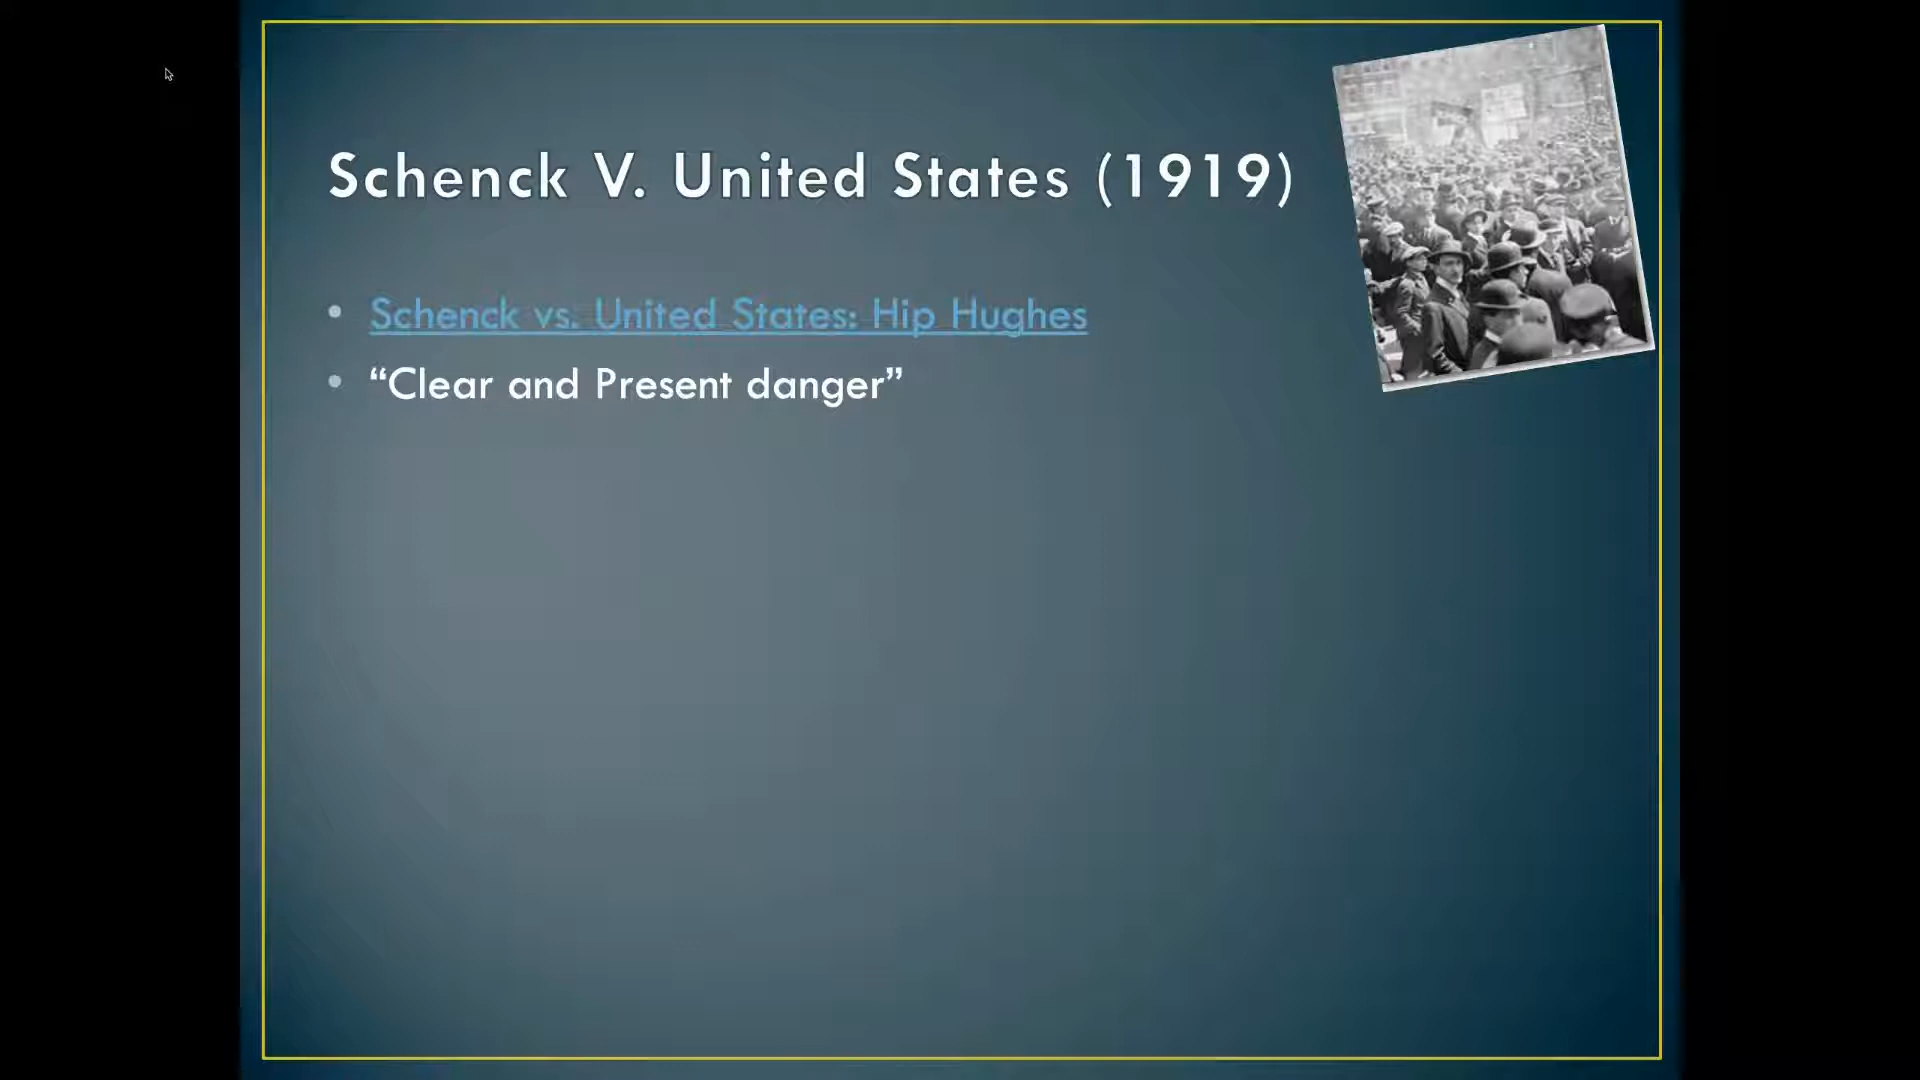 Schenck V. United States (1919)
• Schenck vs. United States: Hip Hughes
• “Clear and Present danger”